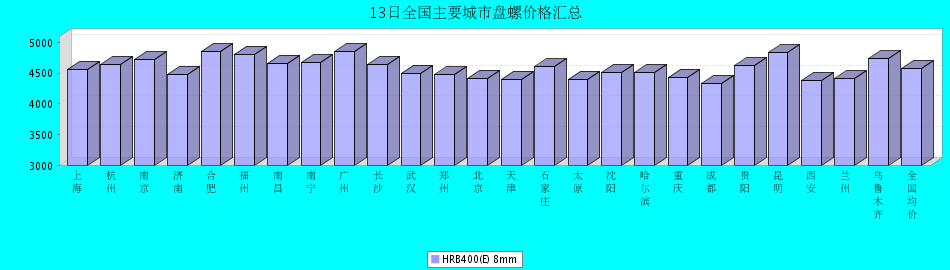 13日全国主要城市盘螺价格汇总
5000
4500
4000
3500
3000
上海
杭州
南京
济南
合肥
福州
南昌
南宁
广州
长沙
武汉
郑州
北京
天津
石家庄
太原
沈阳
哈尔滨
重庆
成都
贵阳
昆明
西安
兰州
乌鲁木齐
全国均价
HRB400(E) 8mm